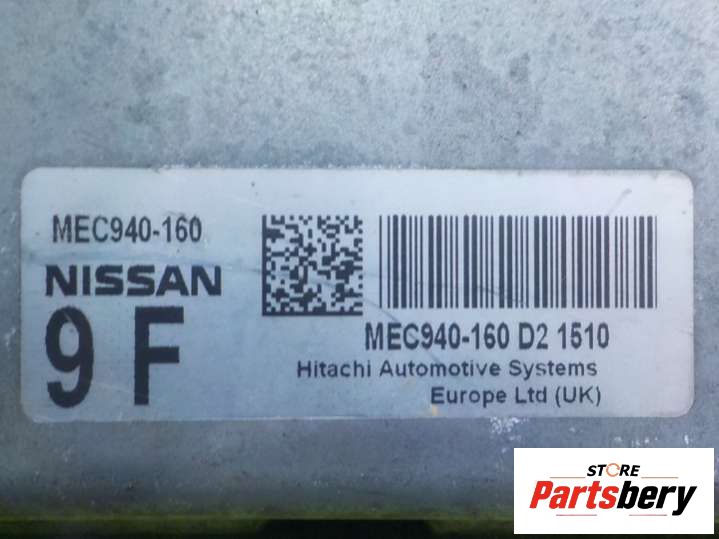 MEC940-160
NISSAN
9 F
MEC940-160 D2 1510
Hitachi Automotive Systems
Europe Ltd (UK)
STORE
Partsbery